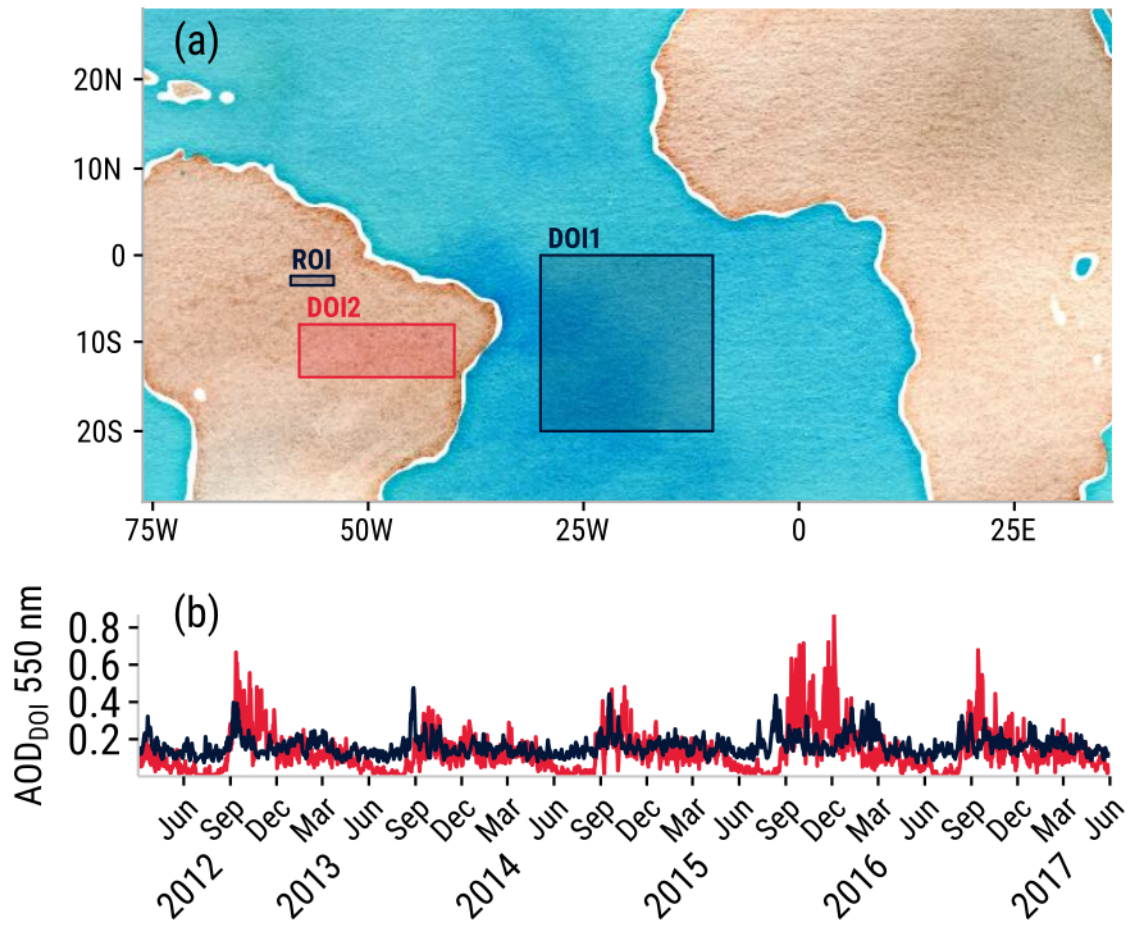 (a)
20N
10N
0
10S
20S
DOI1
ROI
DOI2
75W 50W 25W 0 25E
(b)
AOD_DOI 550 nm
0.8
0.6
0.4
0.2
Jun Sep Dec Mar Jun Sep Dec Mar Jun Sep Dec Mar Jun Sep Dec Mar Jun Sep Dec Mar Jun
2012 2013 2014 2015 2016 2017